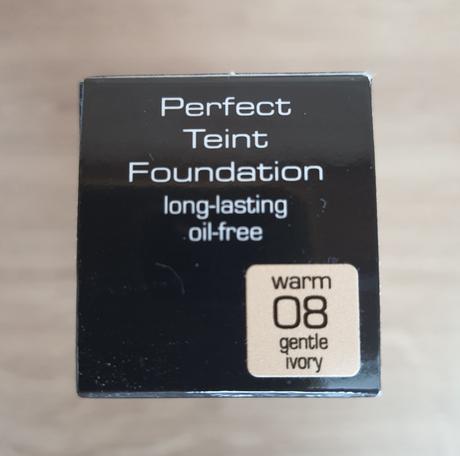 Perfect
Teint
Foundation
long-lasting
oil-free
warm
08
gentle
ivory